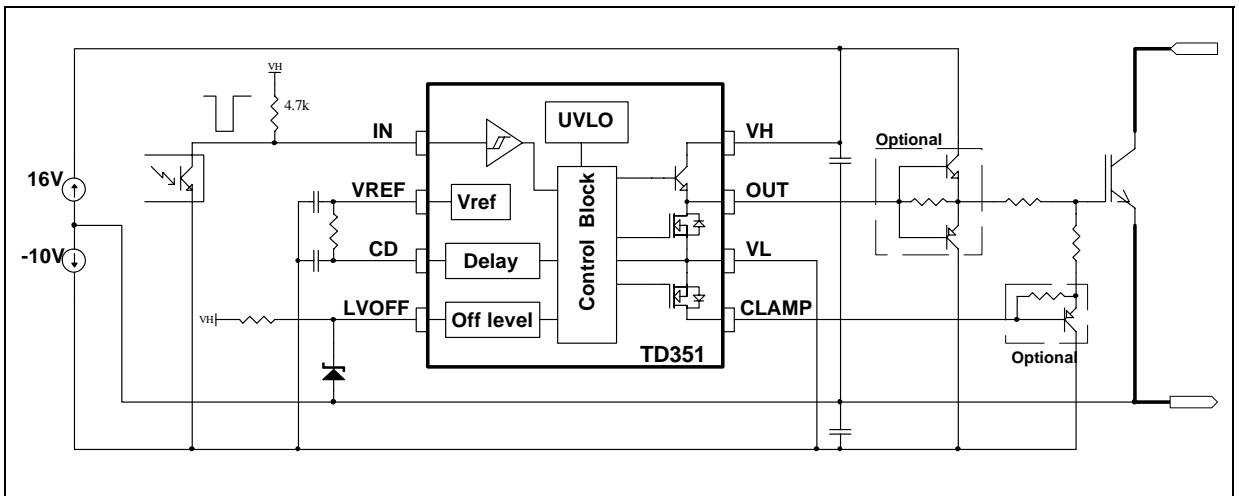 VH
4.7k
16V
-10V
IN
VREF
CD
LVOFF
VH
UVLO
Vref
Delay
Off level
Control Block
TD351
VH
OUT
VL
CLAMP
Optional
Optional